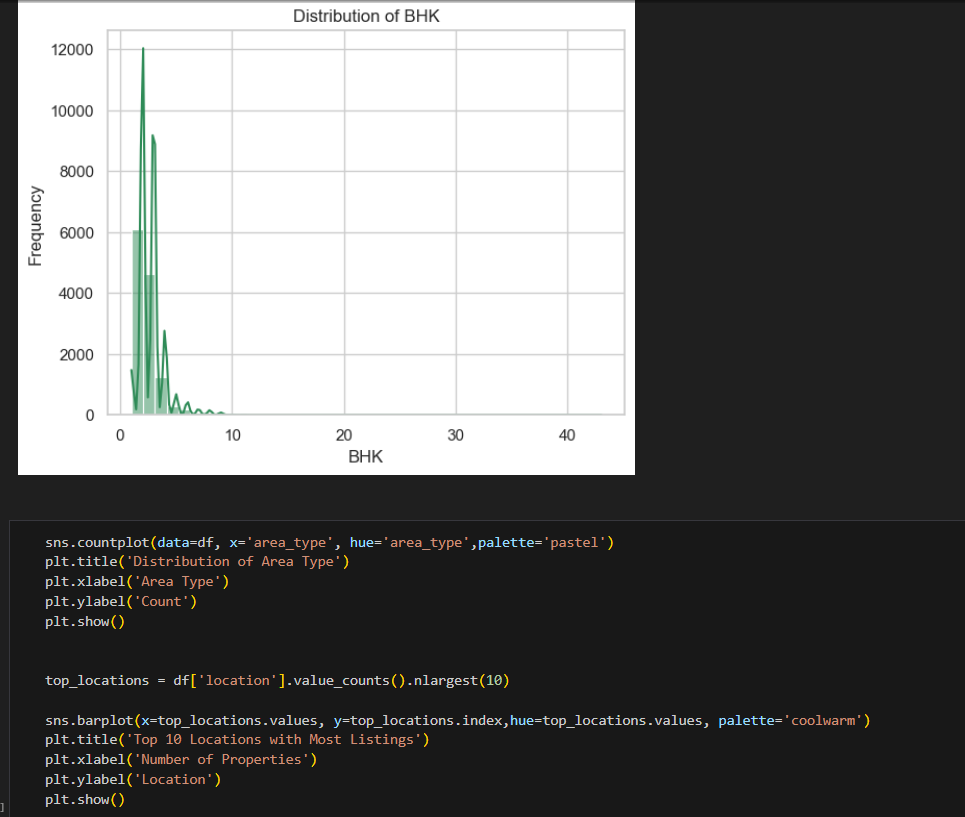 Distribution of BHK
12000
10000
8000
6000
4000
2000
0
Frequency
0 10 20 30 40
BHK
sns.countplot(data=df, x='area_type', hue='area_type',palette='pastel')
plt.title('Distribution of Area Type')
plt.xlabel('Area Type')
plt.ylabel('Count')
plt.show()
top_locations = df['location'].value_counts().nlargest(10)
sns.barplot(x=top_locations.values, y=top_locations.index,hue=top_locations.values, palette='coolwarm')
plt.title('Top 10 Locations with Most Listings')
plt.xlabel('Number of Properties')
plt.ylabel('Location')
plt.show()
]